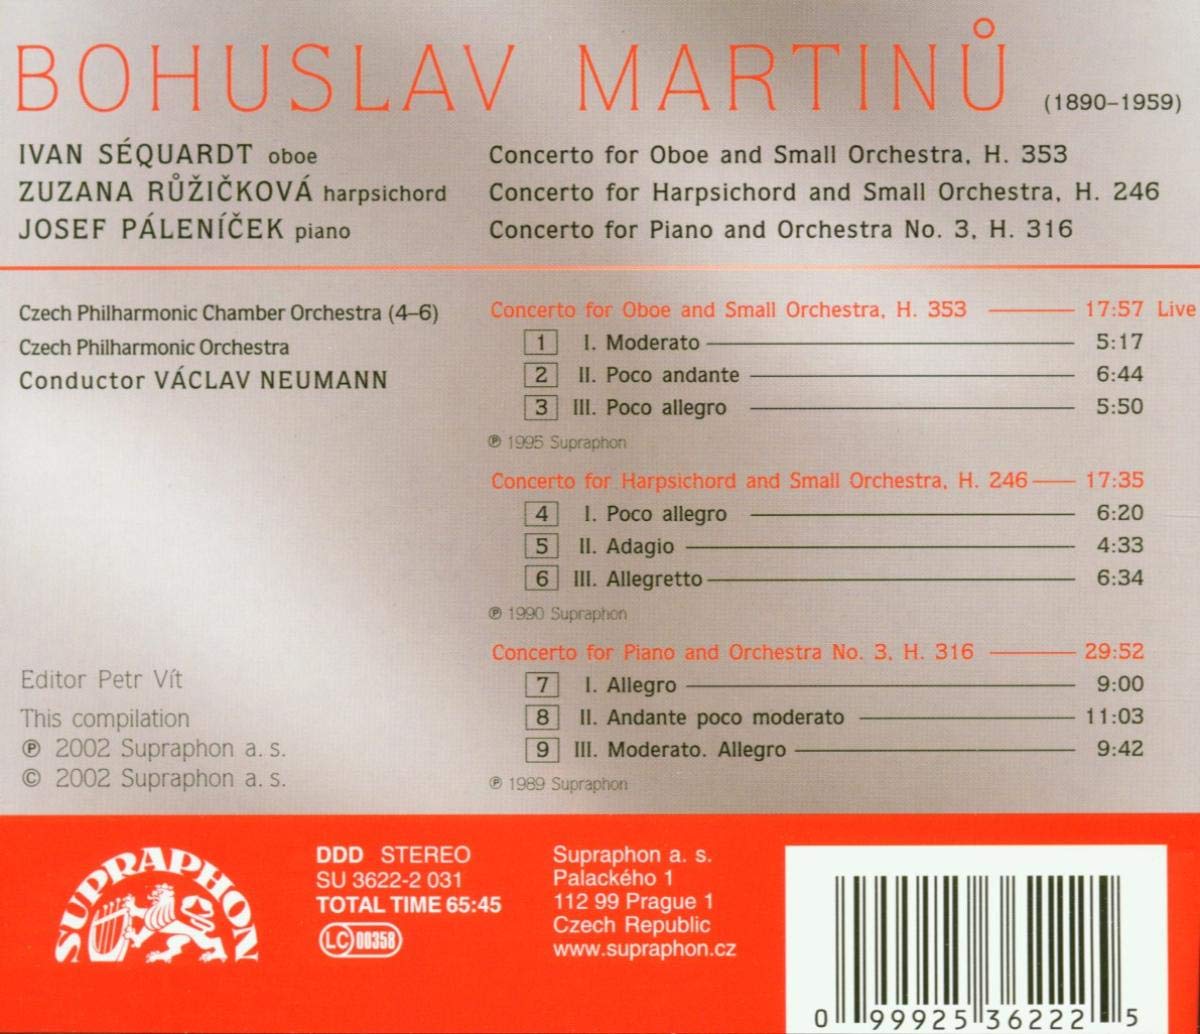 BOHUSLAV MARTINŮ (1890–1959)
IVAN SÉQUARDT oboe
ZUZANA RŮŽIČKOVÁ harpsichord
JOSEF PÁLENÍČEK piano
Concerto for Oboe and Small Orchestra, H. 353
Concerto for Harpsichord and Small Orchestra, H. 246
Concerto for Piano and Orchestra No. 3, H. 316
Czech Philharmonic Chamber Orchestra (4–6)
Czech Philharmonic Orchestra
Conductor VÁCLAV NEUMANN
Concerto for Oboe and Small Orchestra, H. 353 17:57 Live
1 I. Moderato 5:17
2 II. Poco andante 6:44
3 III. Poco allegro 5:50
℗ 1995 Supraphon
Concerto for Harpsichord and Small Orchestra, H. 246 17:35
4 I. Poco allegro 6:20
5 II. Adagio 4:33
6 III. Allegretto 6:34
℗ 1990 Supraphon
Concerto for Piano and Orchestra No. 3, H. 316 29:52
7 I. Allegro 9:00
8 II. Andante poco moderato 11:03
9 III. Moderato. Allegro 9:42
℗ 1989 Supraphon
Editor Petr Vít
This compilation
℗ 2002 Supraphon a. s.
© 2002 Supraphon a. s.
SUPRAPHON
DDD STEREO
SU 3622-2 031
TOTAL TIME 65:45
LC 00358
Supraphon a. s.
Palackého 1
112 99 Prague 1
Czech Republic
www.supraphon.cz
0 99925 36222 5